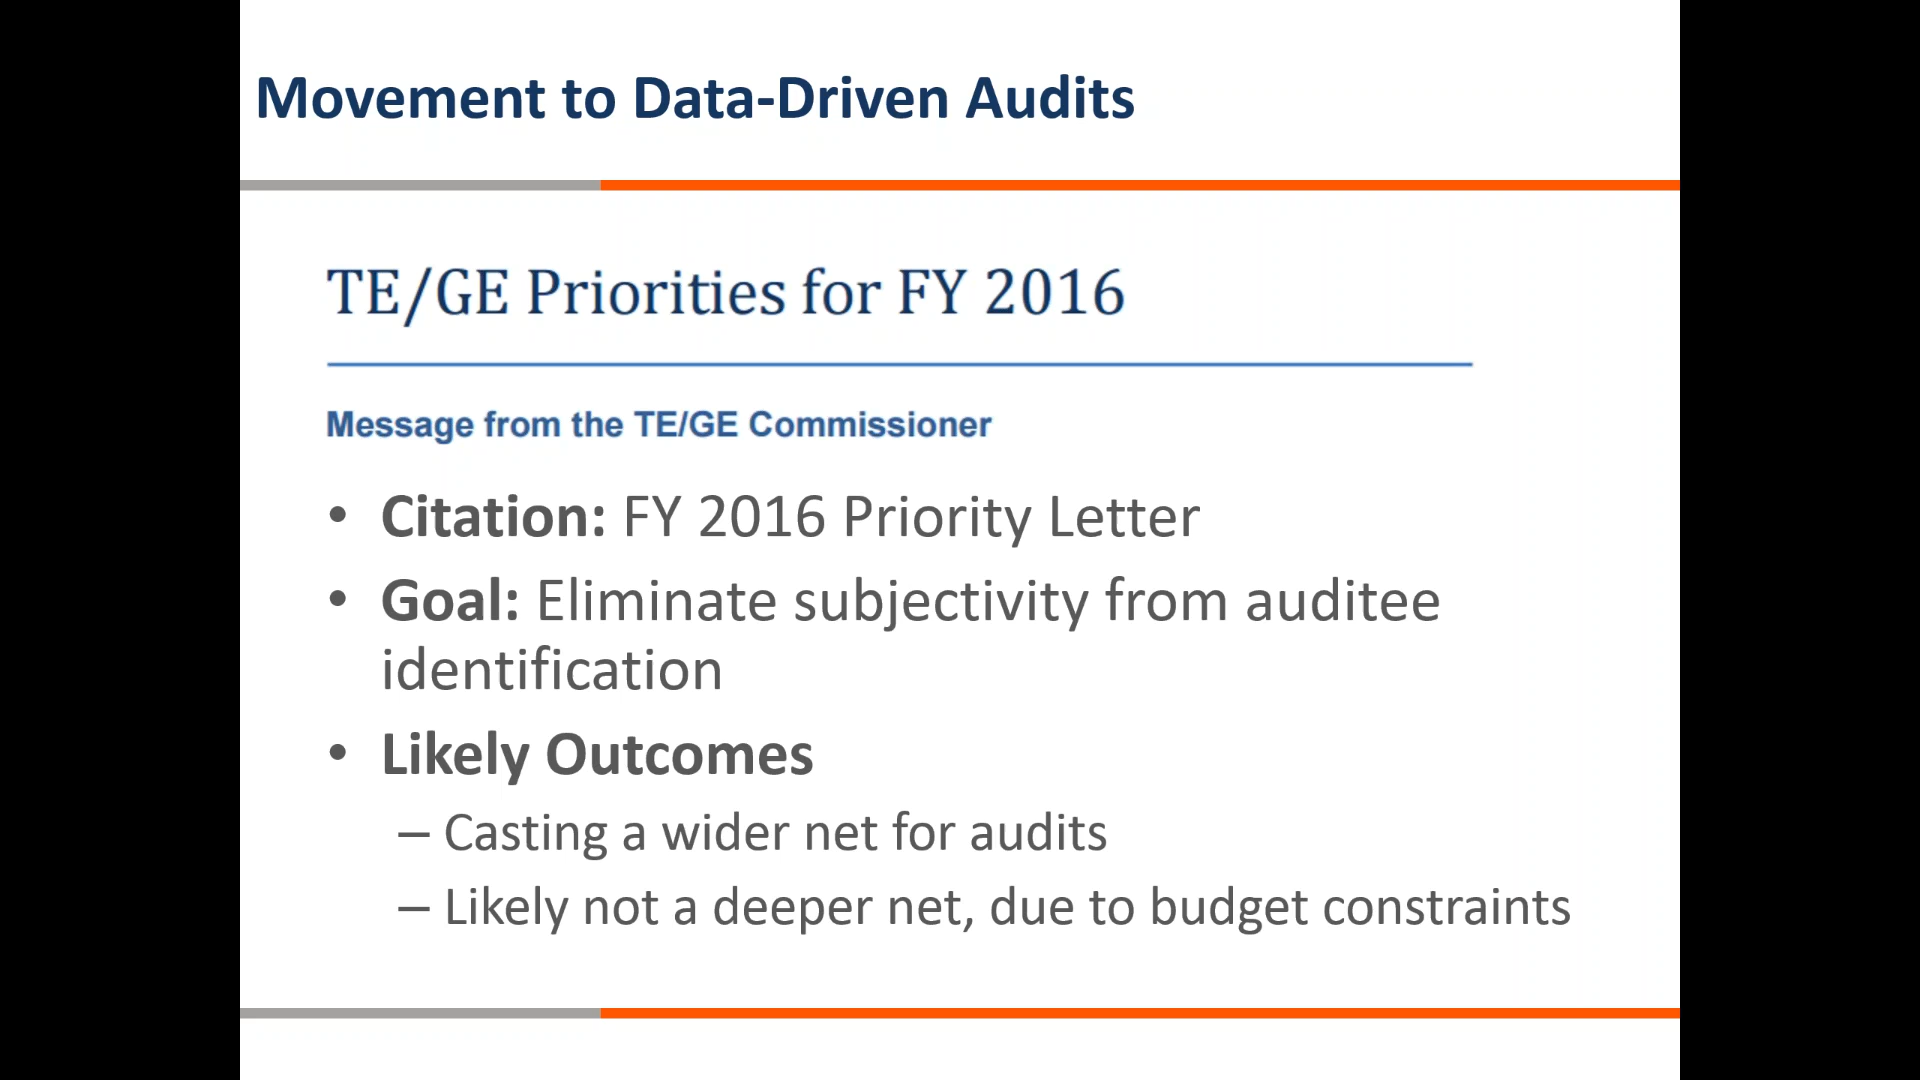 Movement to Data-Driven Audits
TE/GE Priorities for FY 2016
Message from the TE/GE Commissioner
• Citation: FY 2016 Priority Letter
• Goal: Eliminate subjectivity from auditee
identification
• Likely Outcomes
– Casting a wider net for audits
– Likely not a deeper net, due to budget constraints